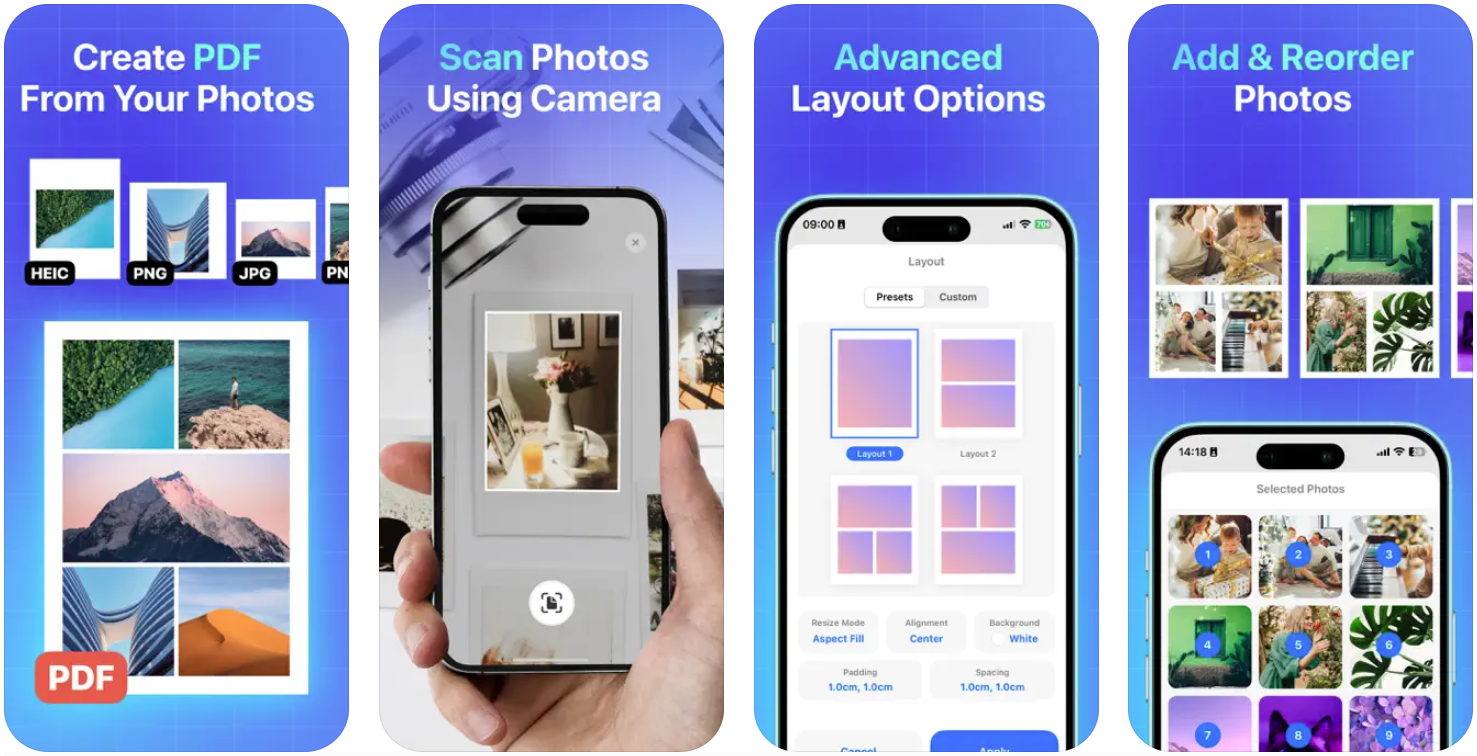 Create PDF
From Your Photos
HEIC
PNG
JPG
PN
PDF
Scan Photos
Using Camera
Advanced
Layout Options
09:00
70+
Layout
Presets Custom
Layout 1 Layout 2
Resize Mode Alignment Background
Aspect Fill Center White
Padding Spacing
1.0cm, 1.0cm 1.0cm, 1.0cm
Cancel Apply
Add & Reorder
Photos
14:18
Selected Photos
1 2 3
4 5 6
7 8 9